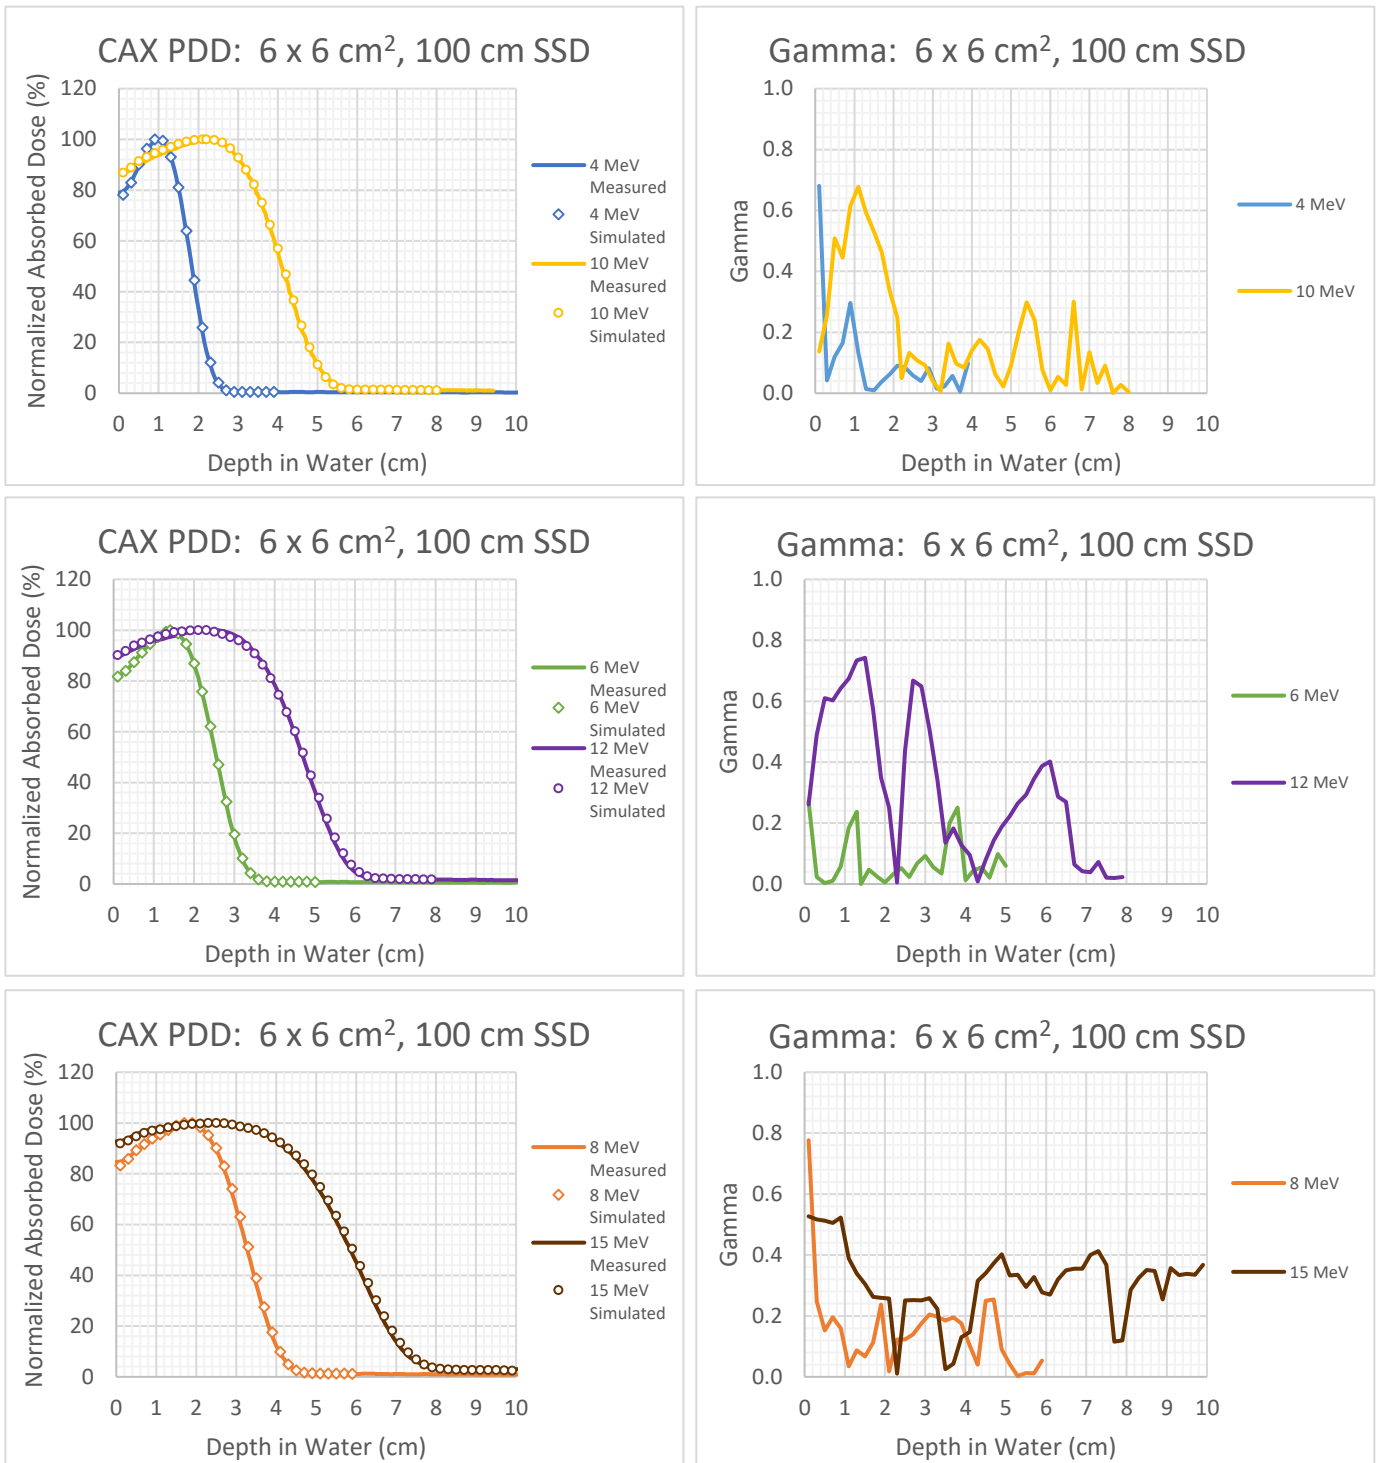 CAX PDD: 6 x 6 cm², 100 cm SSD
Normalized Absorbed Dose (%)
120
100
80
60
40
20
0
0 1 2 3 4 5 6 7 8 9 10
Depth in Water (cm)
4 MeV
Measured
4 MeV
Simulated
10 MeV
Measured
10 MeV
Simulated
Gamma: 6 x 6 cm², 100 cm SSD
Gamma
1.0
0.8
0.6
0.4
0.2
0.0
0 1 2 3 4 5 6 7 8 9 10
Depth in Water (cm)
4 MeV
10 MeV
CAX PDD: 6 x 6 cm², 100 cm SSD
Normalized Absorbed Dose (%)
120
100
80
60
40
20
0
0 1 2 3 4 5 6 7 8 9 10
Depth in Water (cm)
6 MeV
Measured
6 MeV
Simulated
12 MeV
Measured
12 MeV
Simulated
Gamma: 6 x 6 cm², 100 cm SSD
Gamma
1.0
0.8
0.6
0.4
0.2
0.0
0 1 2 3 4 5 6 7 8 9 10
Depth in Water (cm)
6 MeV
12 MeV
CAX PDD: 6 x 6 cm², 100 cm SSD
Normalized Absorbed Dose (%)
120
100
80
60
40
20
0
0 1 2 3 4 5 6 7 8 9 10
Depth in Water (cm)
8 MeV
Measured
8 MeV
Simulated
15 MeV
Measured
15 MeV
Simulated
Gamma: 6 x 6 cm², 100 cm SSD
Gamma
1.0
0.8
0.6
0.4
0.2
0.0
0 1 2 3 4 5 6 7 8 9 10
Depth in Water (cm)
8 MeV
15 MeV